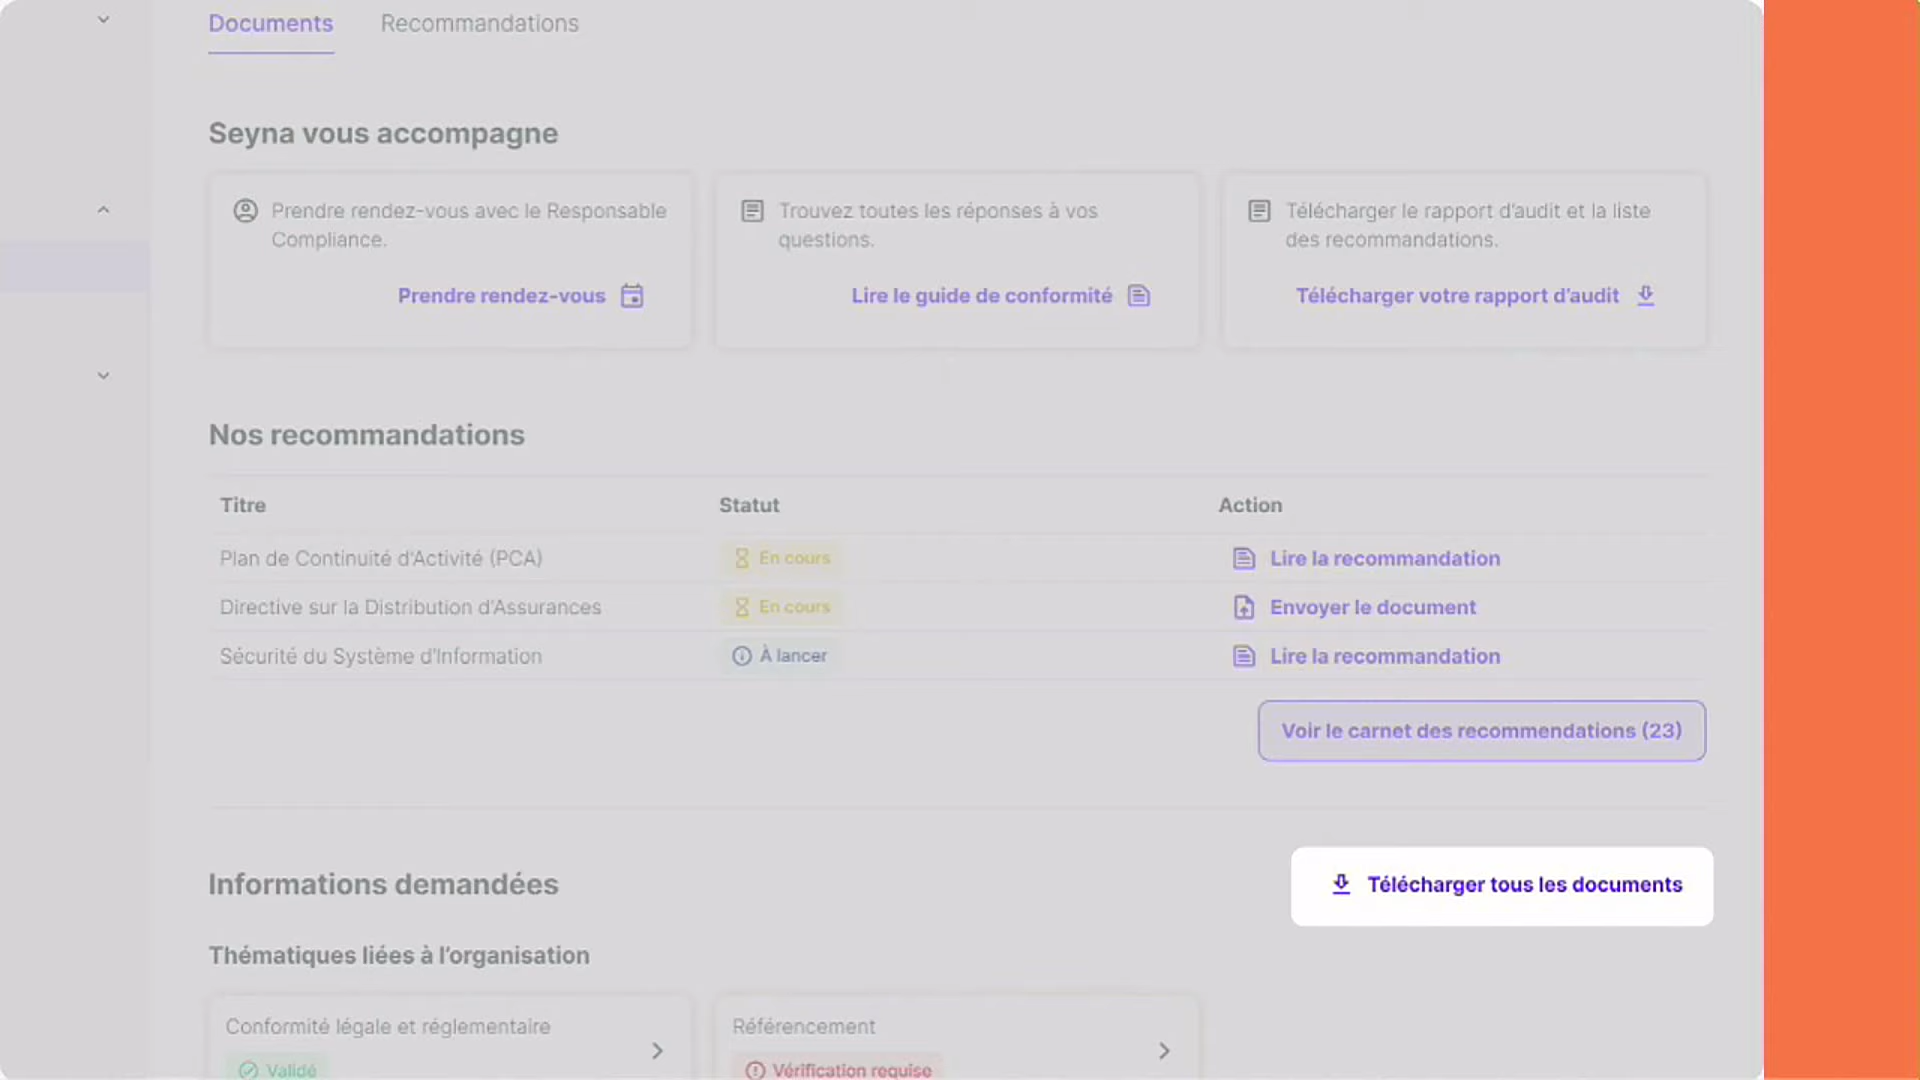 Documents Recommandations
Seyna vous accompagne
Prendre rendez-vous avec le Responsable
Compliance.
Prendre rendez-vous
Trouvez toutes les réponses à vos
questions.
Lire le guide de conformité
Télécharger le rapport d'audit et la liste
des recommandations.
Télécharger votre rapport d'audit
Nos recommandations
Titre Statut Action
Plan de Continuité d'Activité (PCA) En cours Lire la recommandation
Directive sur la Distribution d'Assurances En cours Envoyer le document
Sécurité du Système d'Information À lancer Lire la recommandation
Voir le carnet des recommendations (23)
Informations demandées
Télécharger tous les documents
Thématiques liées à l'organisation
Conformité légale et réglementaire
Validé
Référencement
Vérification requise